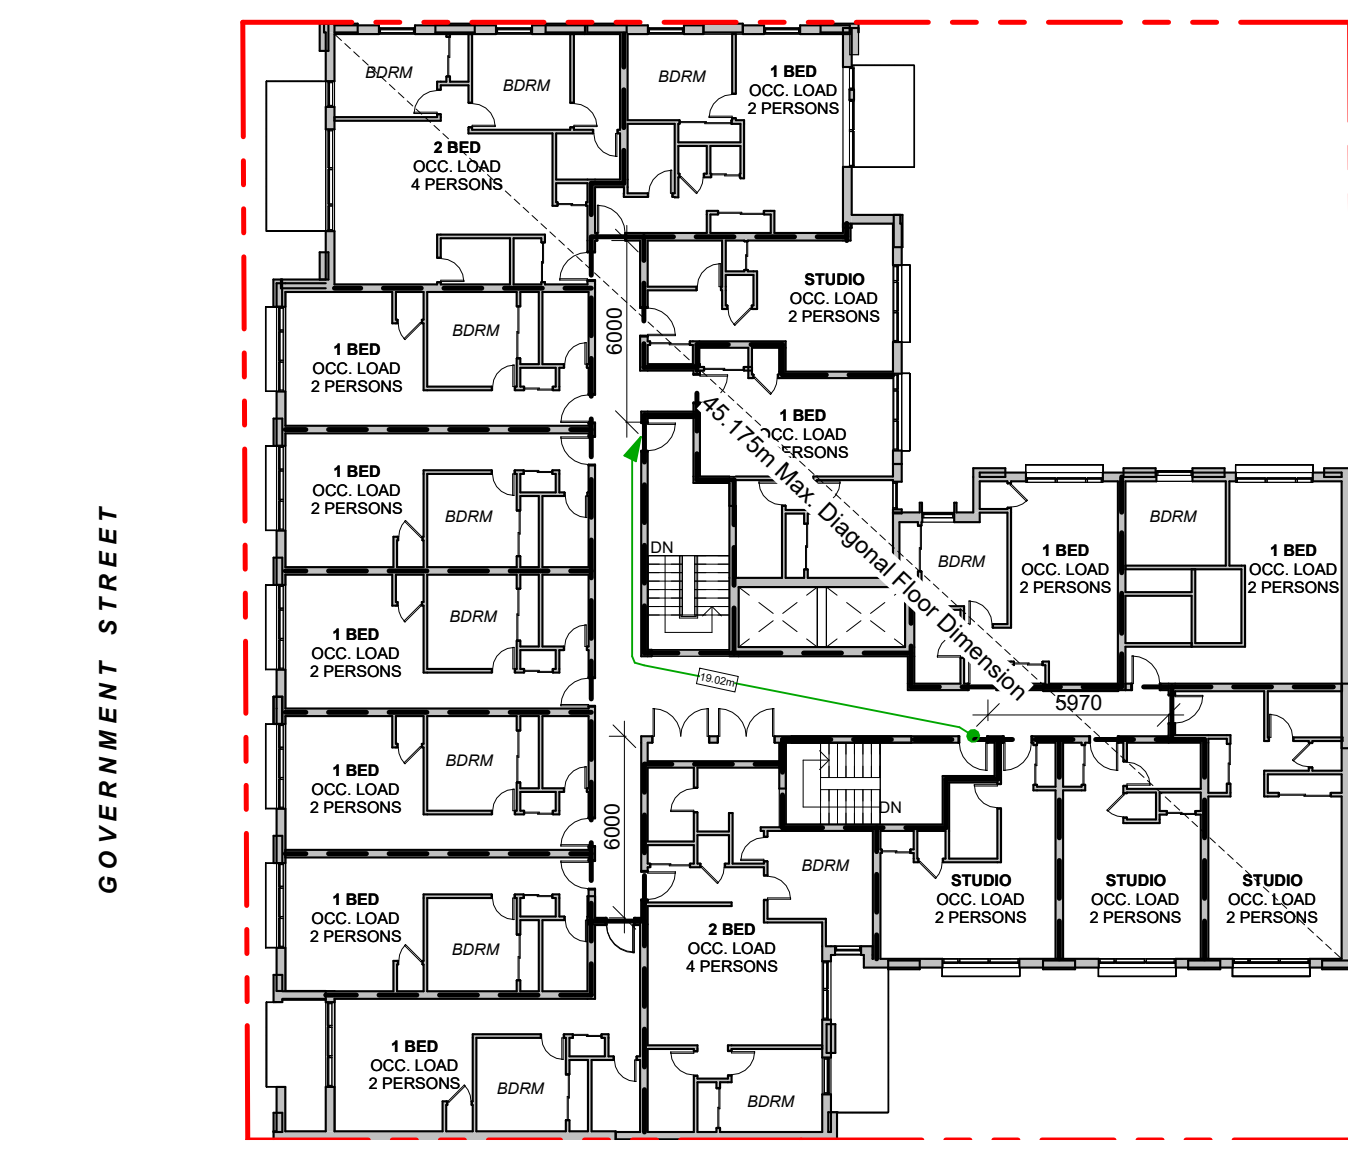 BDRM
BDRM
BDRM
1 BED
OCC. LOAD
2 PERSONS
2 BED
OCC. LOAD
4 PERSONS
STUDIO
OCC. LOAD
2 PERSONS
6000
BDRM
1 BED
OCC. LOAD
2 PERSONS
1 BED
OCC. LOAD
PERSONS
45.175m Max. Diagonal Floor Dimension
1 BED
OCC. LOAD
2 PERSONS
BDRM
DN
BDRM
1 BED
OCC. LOAD
2 PERSONS
BDRM
1 BED
OCC. LOAD
2 PERSONS
GOVERNMENT STREET
1 BED
OCC. LOAD
2 PERSONS
BDRM
19.02m
5970
1 BED
OCC. LOAD
2 PERSONS
BDRM
6000
DN
BDRM
1 BED
OCC. LOAD
2 PERSONS
BDRM
2 BED
OCC. LOAD
4 PERSONS
STUDIO
OCC. LOAD
2 PERSONS
STUDIO
OCC. LOAD
2 PERSONS
STUDIO
OCC. LOAD
2 PERSONS
1 BED
OCC. LOAD
2 PERSONS
BDRM
BDRM